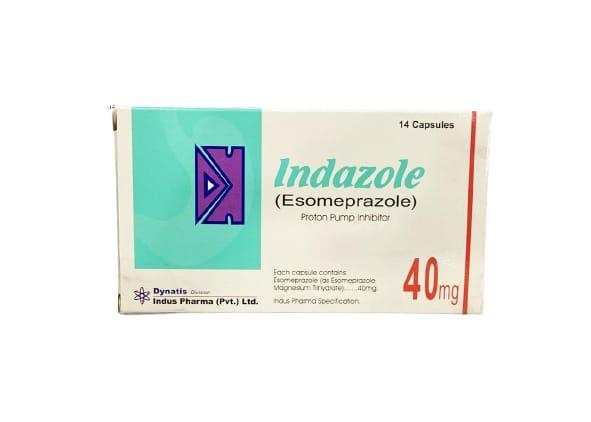 14 Capsules
Indazole
(Esomeprazole)
Proton Pump Inhibitor
Each capsule contains:
Esomeprazole (as Esomeprazole
Magnesium Trihydrate).......40mg.
Indus Pharma Specification.
40mg
Dynatis Division
Indus Pharma (Pvt.) Ltd.